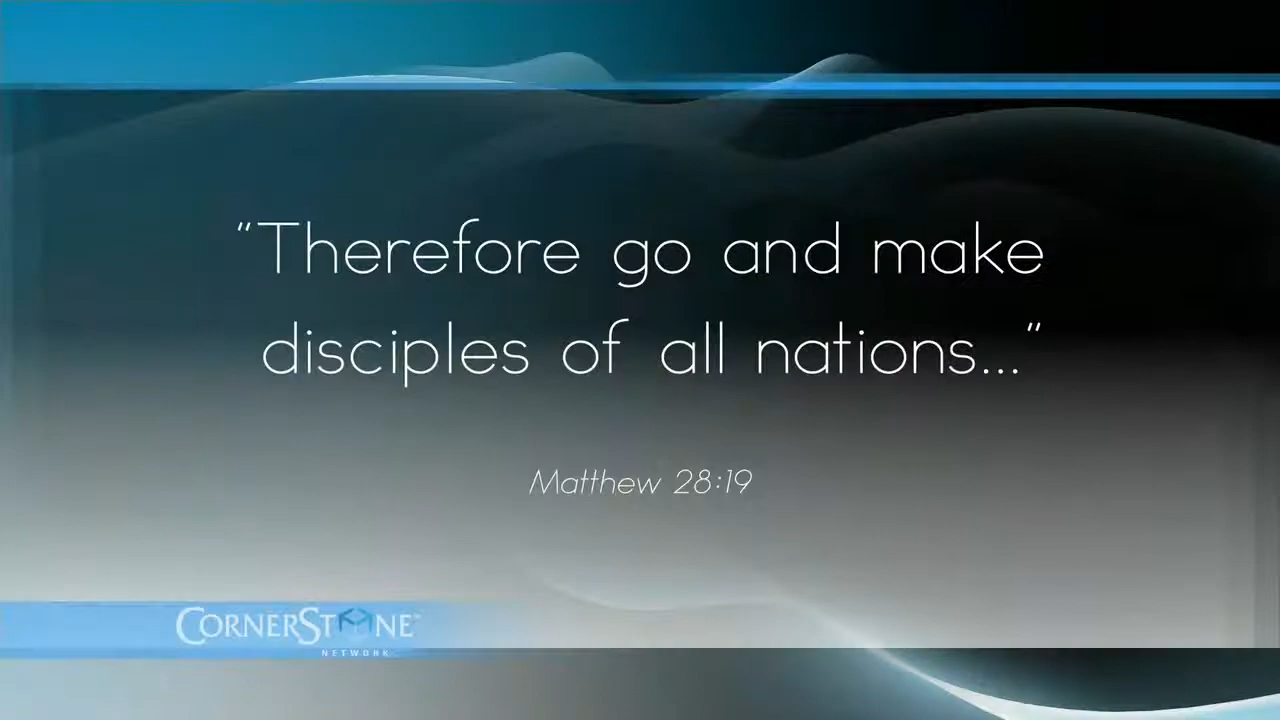 "Therefore go and make
disciples of all nations..."
Matthew 28:19
CORNERSTONE
NETWORK